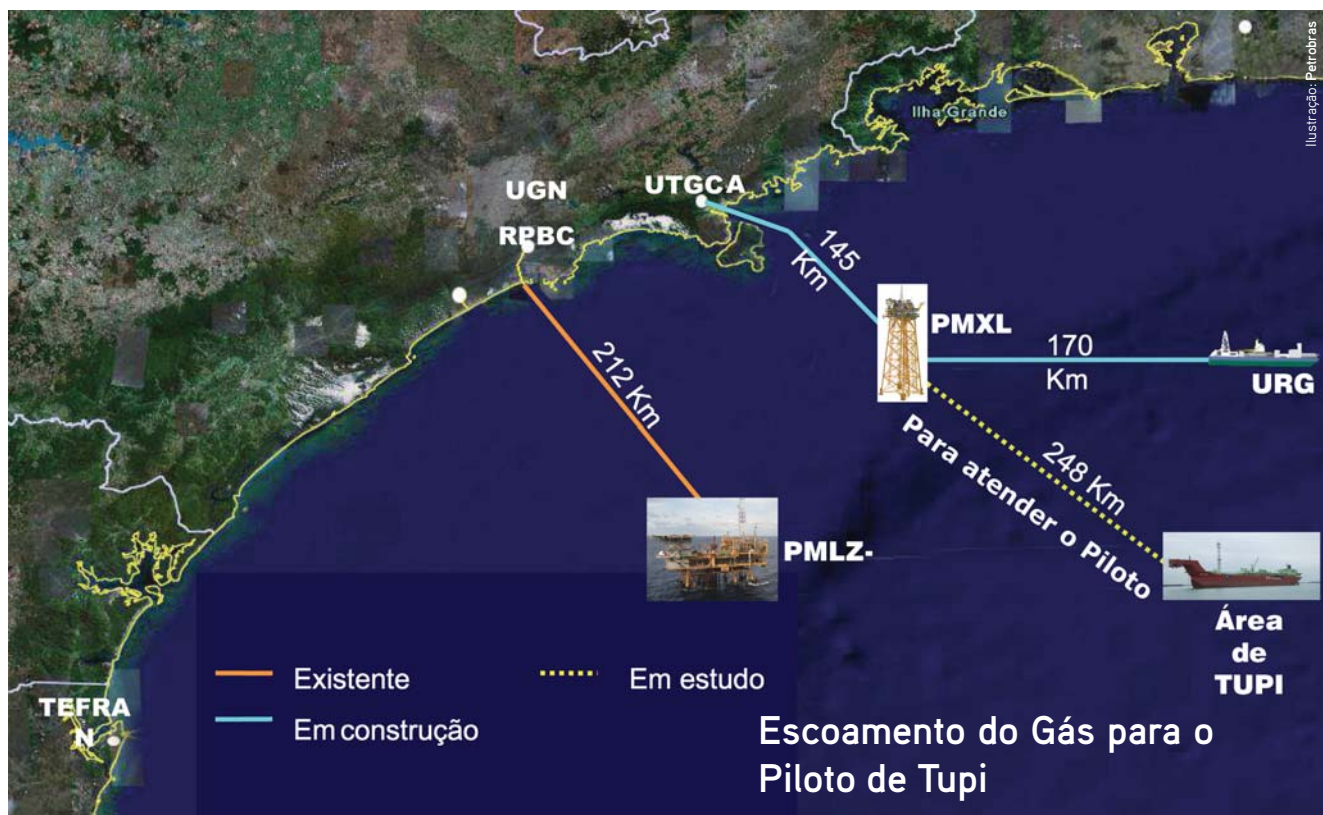 Ilustração: Petrobras
Ilha Grande
UGN
RPBC
UTGCA
145
Km
PMXL
170
Km
URG
212 Km
248 Km
Para atender o Piloto
PMLZ-
Área
de
TUPI
Existente
Em construção
Em estudo
TEFRA
N
Escoamento do Gás para o
Piloto de Tupi